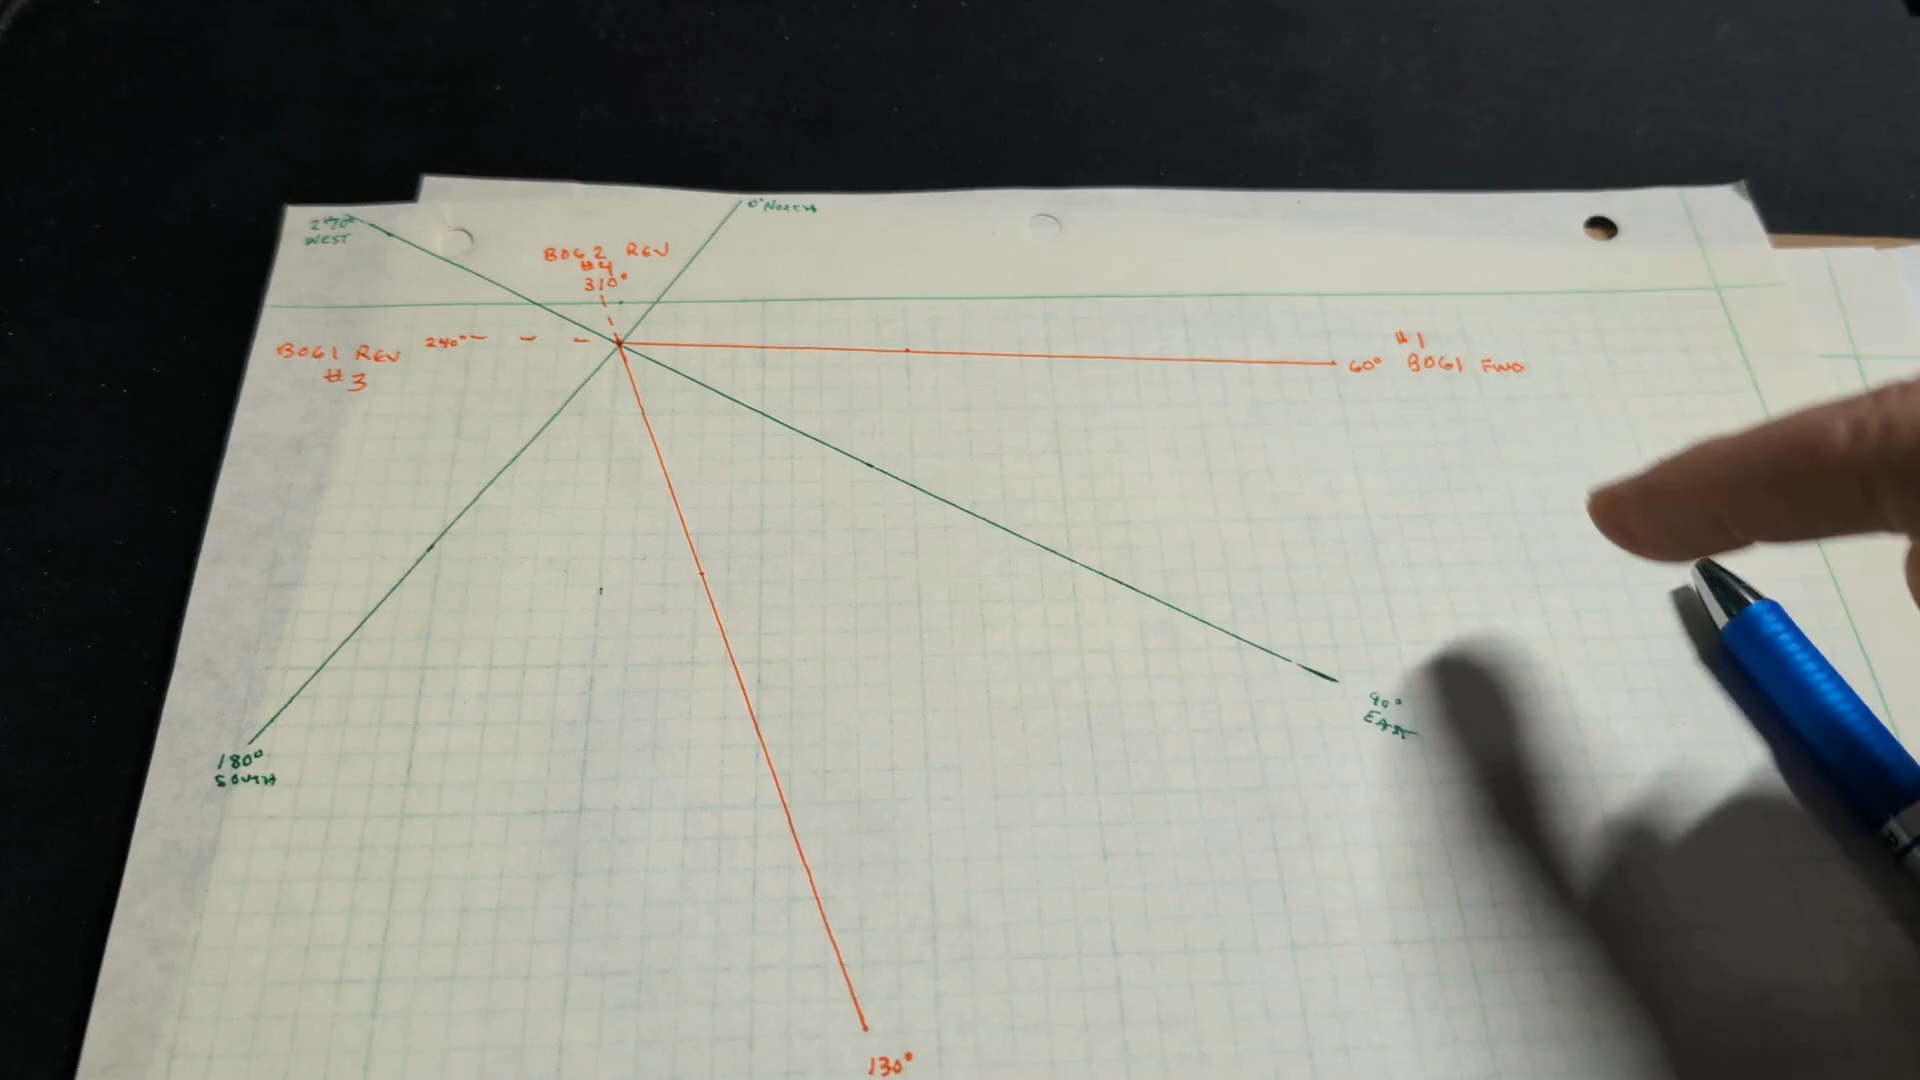 0° NORTH
270°
WEST
BOG 2 REV
#4
310°
240°
BOG1 REV
#3
#1
60° BOG1 FWD
90°
EAST
180°
SOUTH
130°